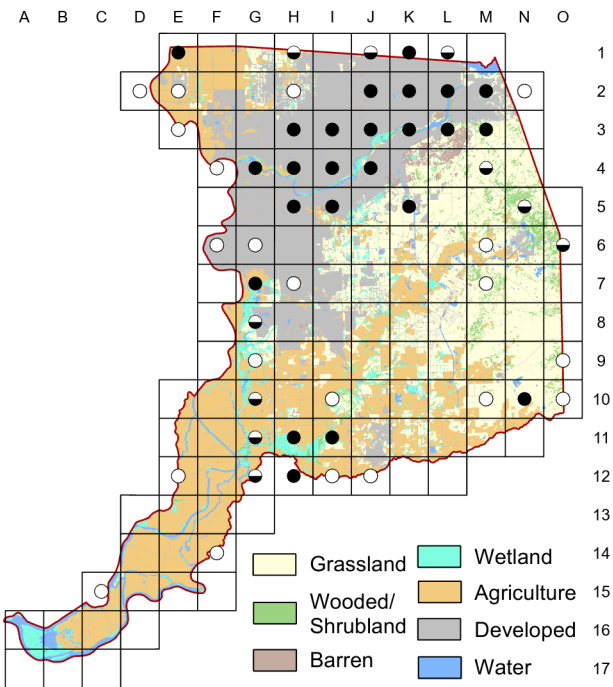 A B C D E F G H I J K L M N O
1
2
3
4
5
6
7
8
9
10
11
12
13
14
15
16
17
Grassland
Wooded/
Shrubland
Barren
Wetland
Agriculture
Developed
Water